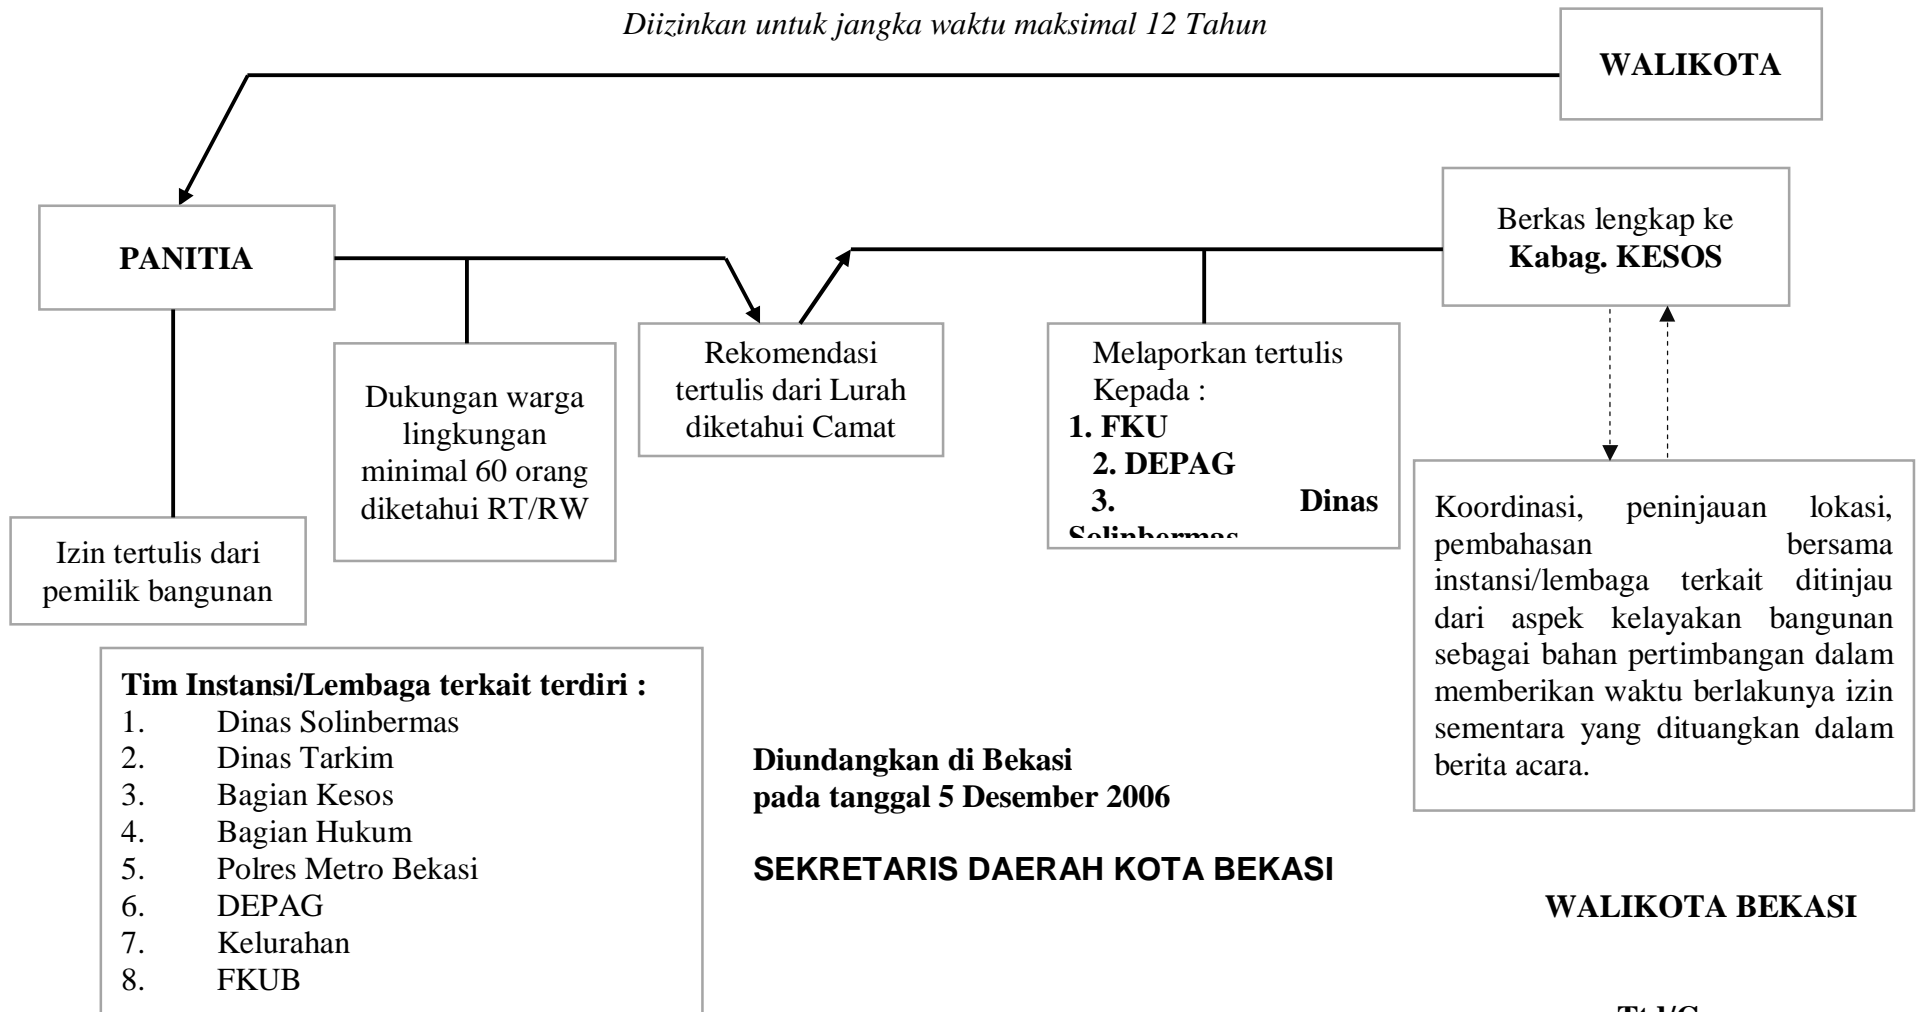 Diizinkan untuk jangka waktu maksimal 12 Tahun
WALIKOTA
PANITIA
Berkas lengkap ke
Kabag. KESOS
Izin tertulis dari
pemilik bangunan
Dukungan warga
lingkungan
minimal 60 orang
diketahui RT/RW
Rekomendasi
tertulis dari Lurah
diketahui Camat
Melaporkan tertulis
Kepada :
1. FKU
2. DEPAG
3. Dinas
Solinbermas
Koordinasi, peninjauan lokasi,
pembahasan bersama
instansi/lembaga terkait ditinjau
dari aspek kelayakan bangunan
sebagai bahan pertimbangan dalam
memberikan waktu berlakunya izin
sementara yang dituangkan dalam
berita acara.
Tim Instansi/Lembaga terkait terdiri :
1. Dinas Solinbermas
2. Dinas Tarkim
3. Bagian Kesos
4. Bagian Hukum
5. Polres Metro Bekasi
6. DEPAG
7. Kelurahan
8. FKUB
Diundangkan di Bekasi
pada tanggal 5 Desember 2006
SEKRETARIS DAERAH KOTA BEKASI
WALIKOTA BEKASI